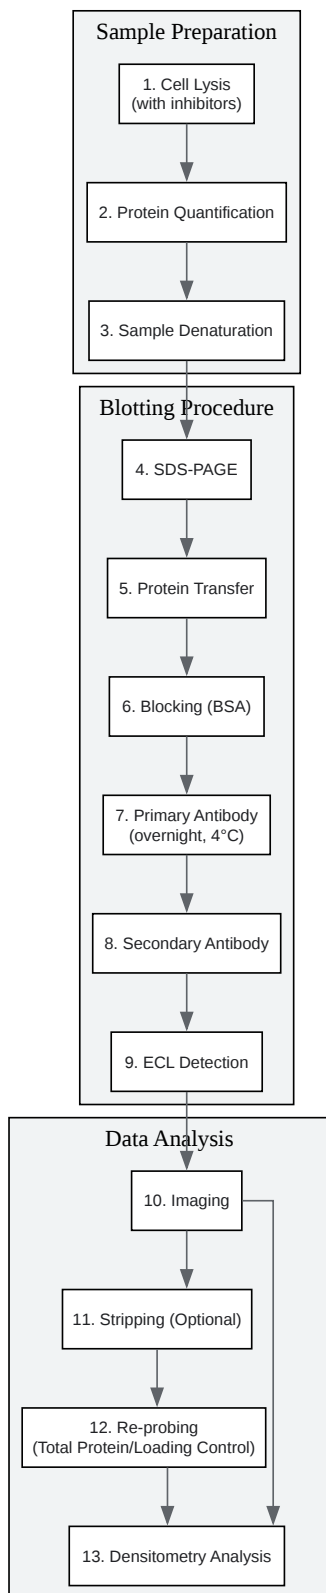 Sample Preparation
1. Cell Lysis
(with inhibitors)
2. Protein Quantification
3. Sample Denaturation
Blotting Procedure
4. SDS-PAGE
5. Protein Transfer
6. Blocking (BSA)
7. Primary Antibody
(overnight, 4°C)
8. Secondary Antibody
9. ECL Detection
Data Analysis
10. Imaging
11. Stripping (Optional)
12. Re-probing
(Total Protein/Loading Control)
13. Densitometry Analysis